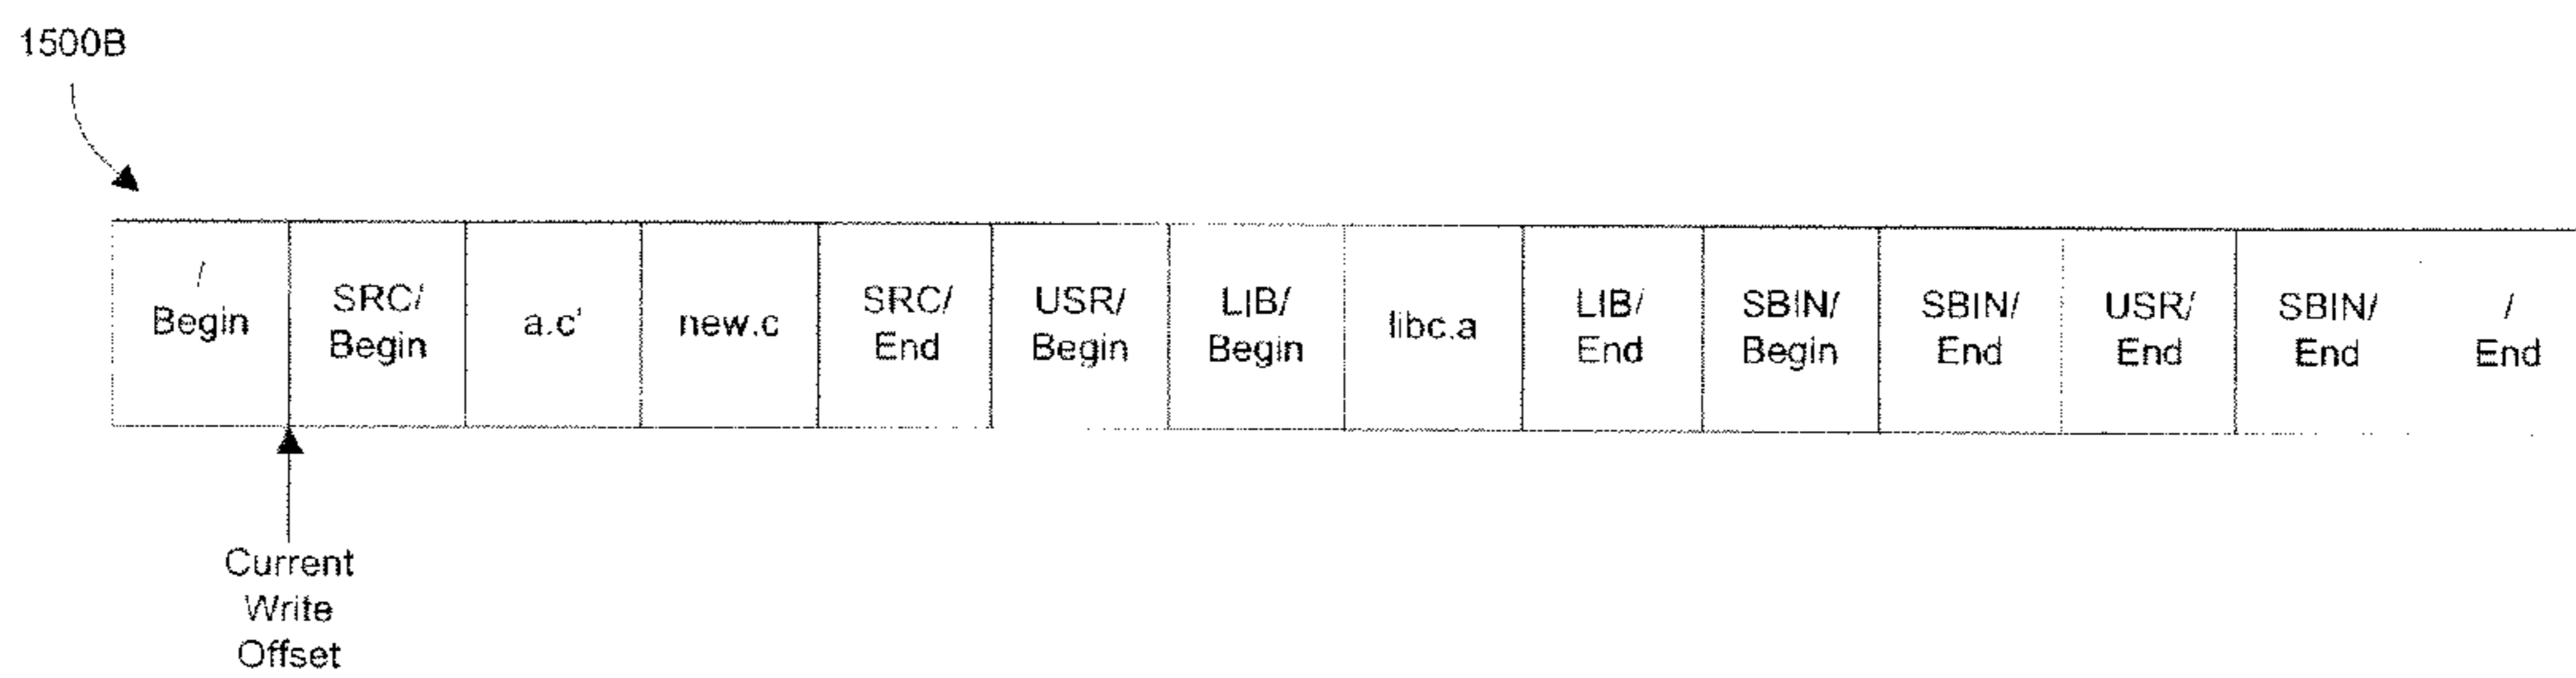 1500B
/
Begin
SRC/
Begin
a.c'
new.c
SRC/
End
USR/
Begin
LIB/
Begin
libc.a
LIB/
End
SBIN/
Begin
SBIN/
End
USR/
End
SBIN/
End
/
End
Current
Write
Offset